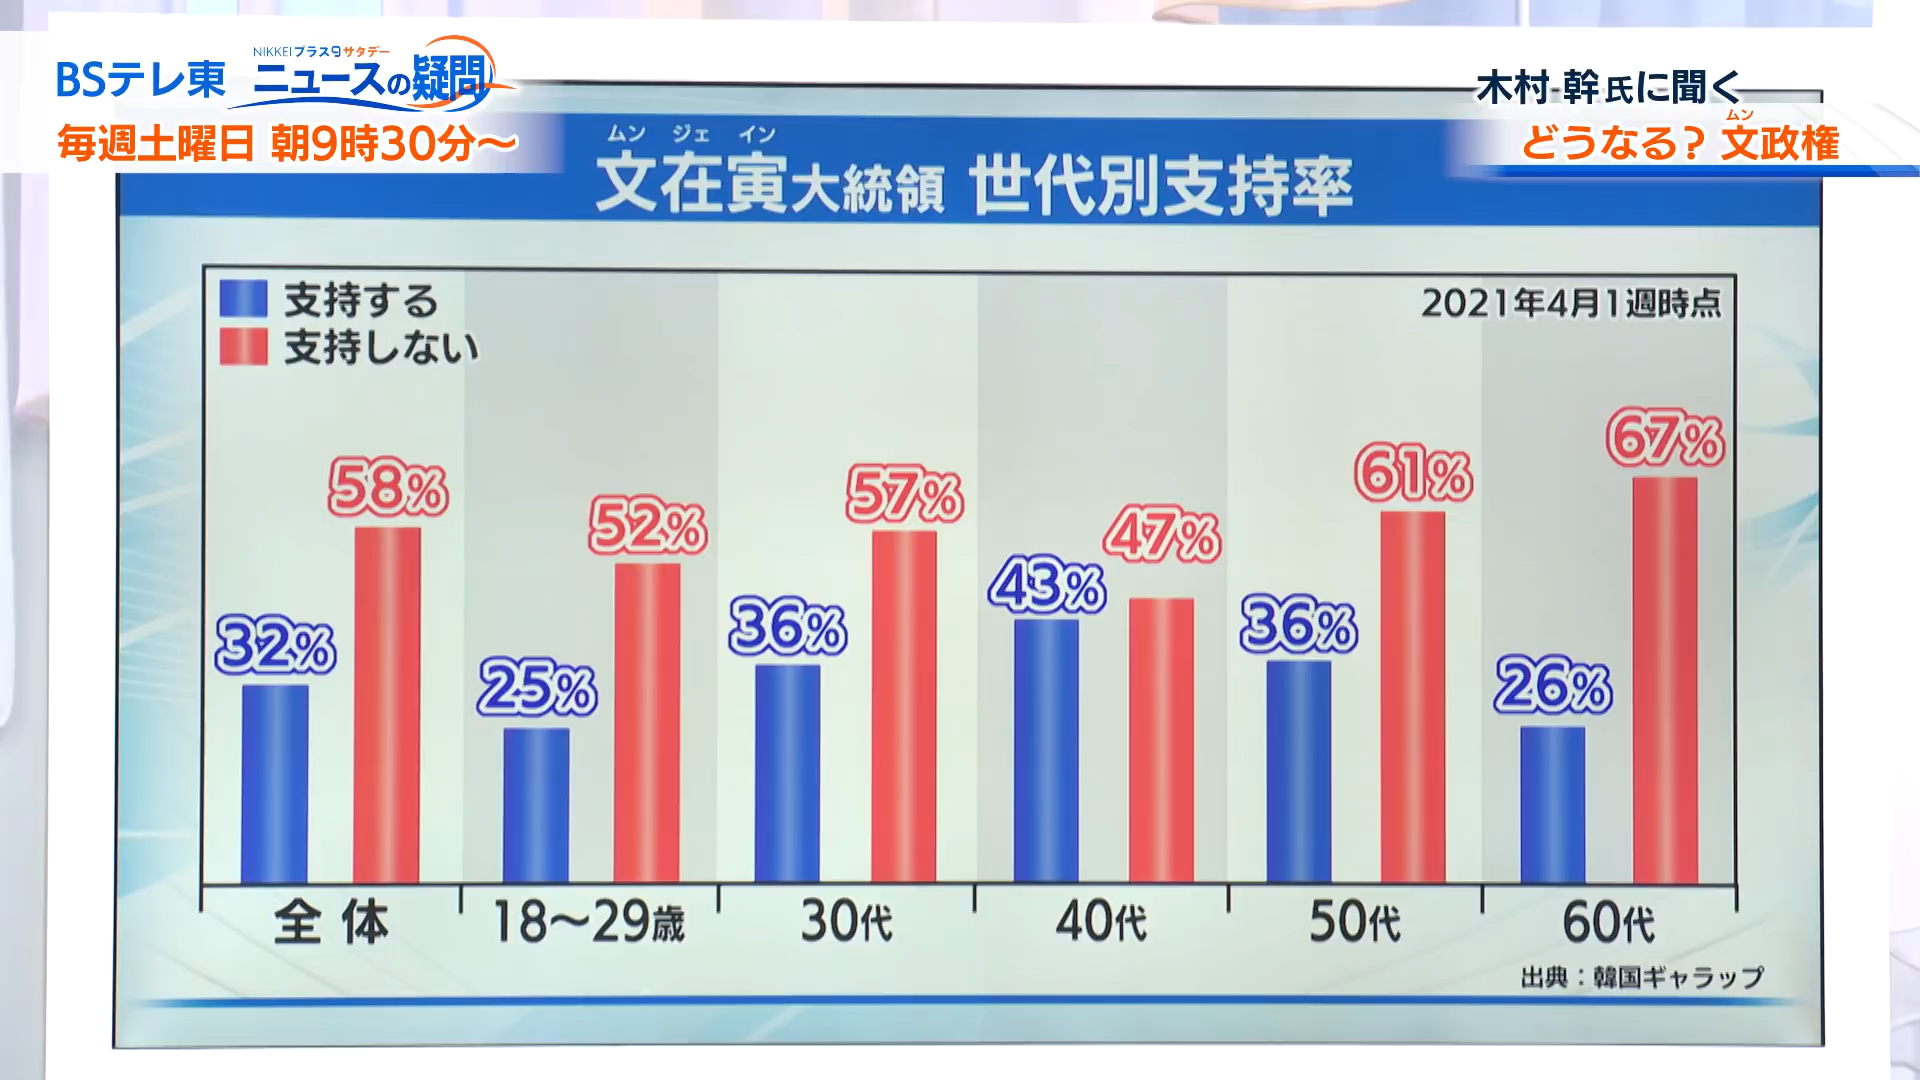 BSテレ東
NIKKEIプラス9サタデー
ニュースの疑問
毎週土曜日 朝9時30分～
木村 幹氏に聞く
ムン
どうなる? 文政権
ムン ジェ イン
文在寅大統領 世代別支持率
支持する
支持しない
2021年4月1週時点
32% 58%
25% 52%
36% 57%
43% 47%
36% 61%
26% 67%
全体 18～29歳 30代 40代 50代 60代
出典：韓国ギャラップ